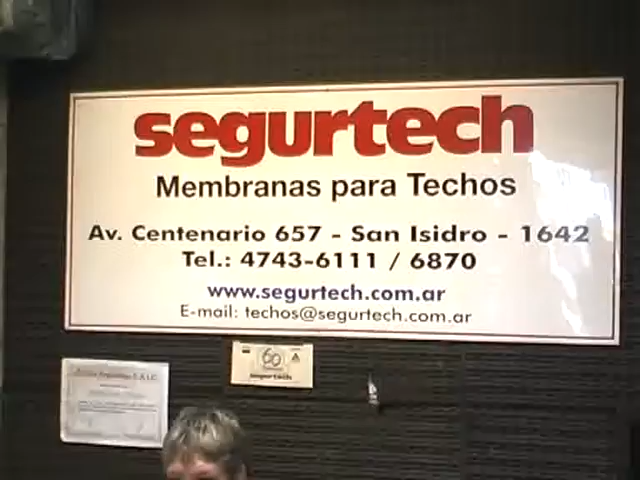 segurtech
Membranas para Techos
Av. Centenario 657 - San Isidro - 1642
Tel.: 4743-6111 / 6870
www.segurtech.com.ar
E-mail: techos@segurtech.com.ar
60